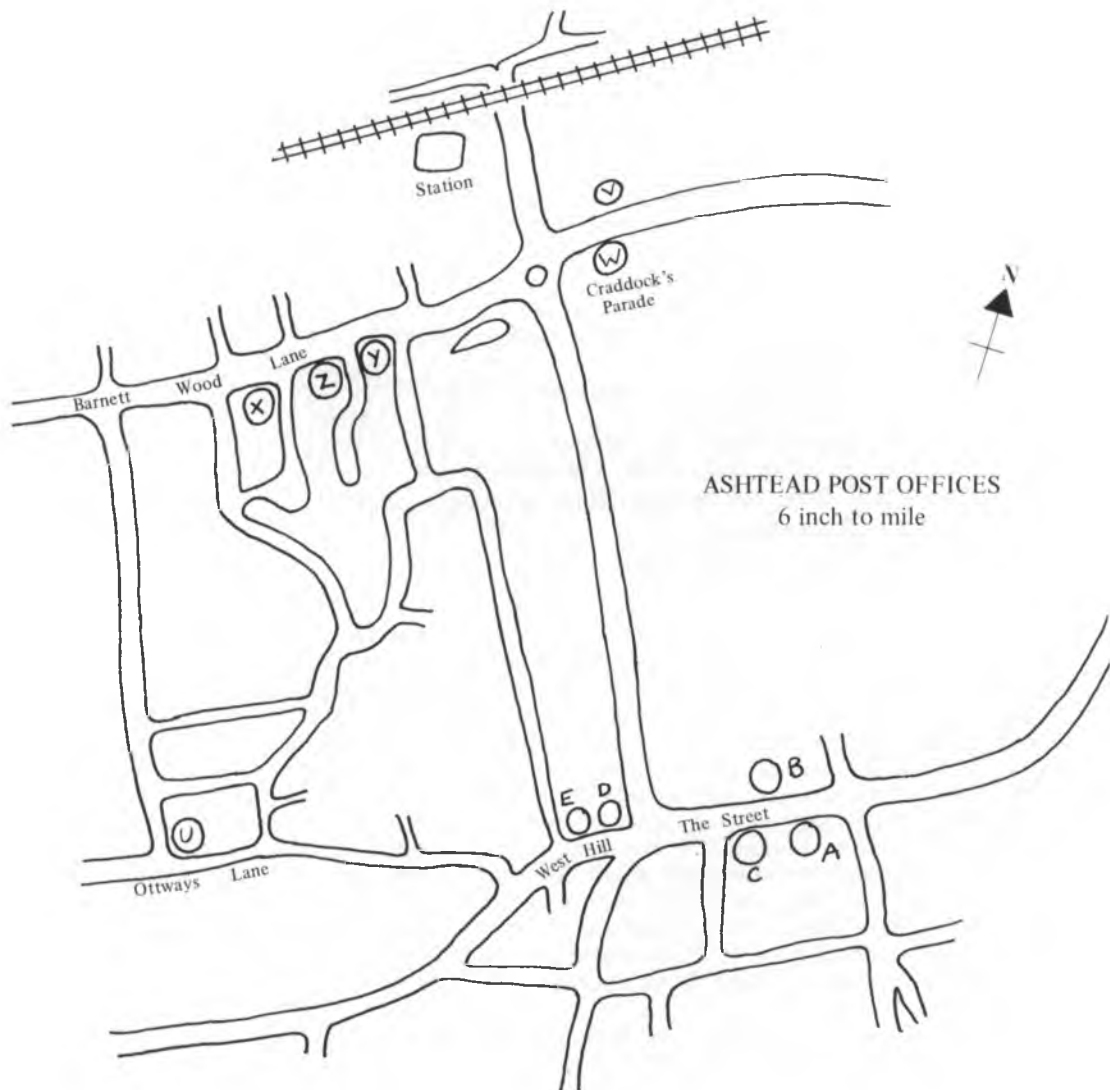 Station
V
W
Craddock's
Parade
N
Barnett Wood Lane
X
Z
Y
ASHTEAD POST OFFICES
6 inch to mile
B
E
D
The Street
U
A
C
West Hill
Ottways Lane